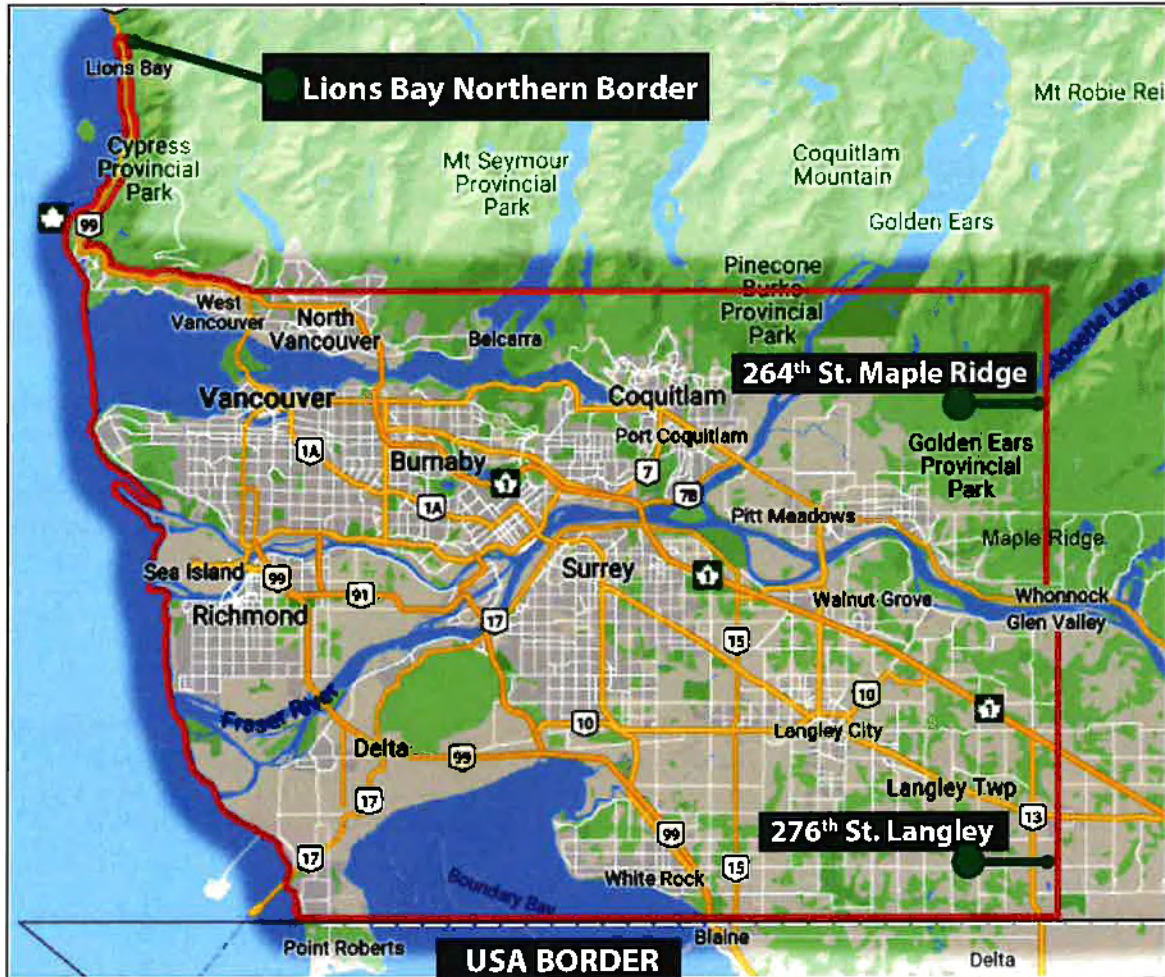 Lions Bay
Lions Bay Northern Border
Mt Robie Rei
Cypress
Provincial
Park
Mt Seymour
Provincial
Park
Coquitlam
Mountain
99
Golden Ears
Pinecone
Burke
Provincial
Park
West
Vancouver
North
Vancouver
Belcarra
264th St. Maple Ridge
Vancouver
Coquitlam
Port Coquitlam
Golden Ears
Provincial
Park
1A
Burnaby
1
7
7B
1A
Pitt Meadows
Maple Ridge
Sea Island
99
91
Surrey
1
Richmond
17
Walnut Grove
Whonnock
Glen Valley
15
Fraser River
10
10
1
Langley City
Delta
99
17
Langley Twp
13
99
276th St. Langley
17
15
White Rock
Boundary Bay
Point Roberts
USA BORDER
Blaine
Delta